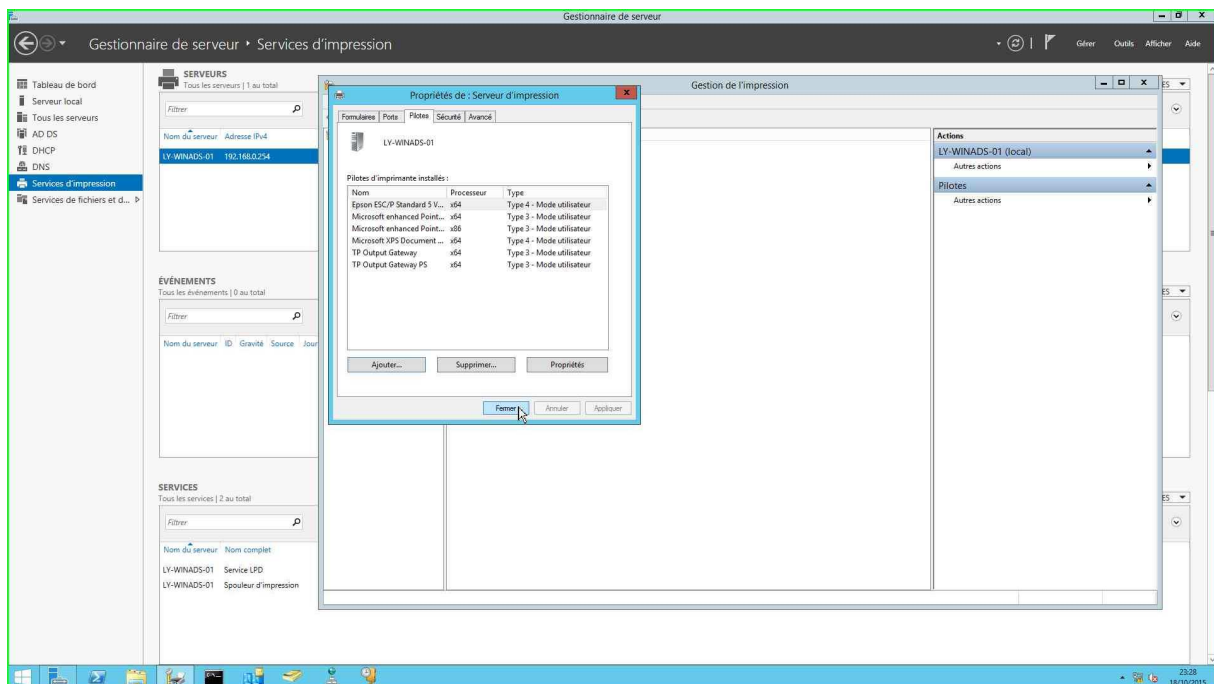 Gestionnaire de serveur
Gestionnaire de serveur • Services d'impression
Gérer Outils Afficher Aide
Tableau de bord
Serveur local
Tous les serveurs
AD DS
DHCP
DNS
Services d'impression
Services de fichiers et d...
SERVEURS
Tous les serveurs | 1 au total
Filtrer
Nom du serveur Adresse IPv4
LY-WINADS-01 192.168.0.254
ÉVÉNEMENTS
Tous les événements | 0 au total
Filtrer
Nom du serveur ID Gravité Source Jour
SERVICES
Tous les services | 2 au total
Filtrer
Nom du serveur Nom complet
LY-WINADS-01 Service LPD
LY-WINADS-01 Spouleur d'impression
Gestion de l'impression
Propriétés de : Serveur d'impression
Formulaires Ports Pilotes Sécurité Avancé
LY-WINADS-01
Pilotes d'imprimante installés :
Nom Processeur Type
Epson ESC/P Standard 5 V... x64 Type 4 - Mode utilisateur
Microsoft enhanced Point... x64 Type 3 - Mode utilisateur
Microsoft enhanced Point... x86 Type 3 - Mode utilisateur
Microsoft XPS Document ... x64 Type 4 - Mode utilisateur
TP Output Gateway x64 Type 3 - Mode utilisateur
TP Output Gateway PS x64 Type 3 - Mode utilisateur
Ajouter... Supprimer... Propriétés
Fermer Annuler Appliquer
Actions
LY-WINADS-01 (local)
Autres actions
Pilotes
Autres actions
ES
ES
ES
23:28
18/10/2015